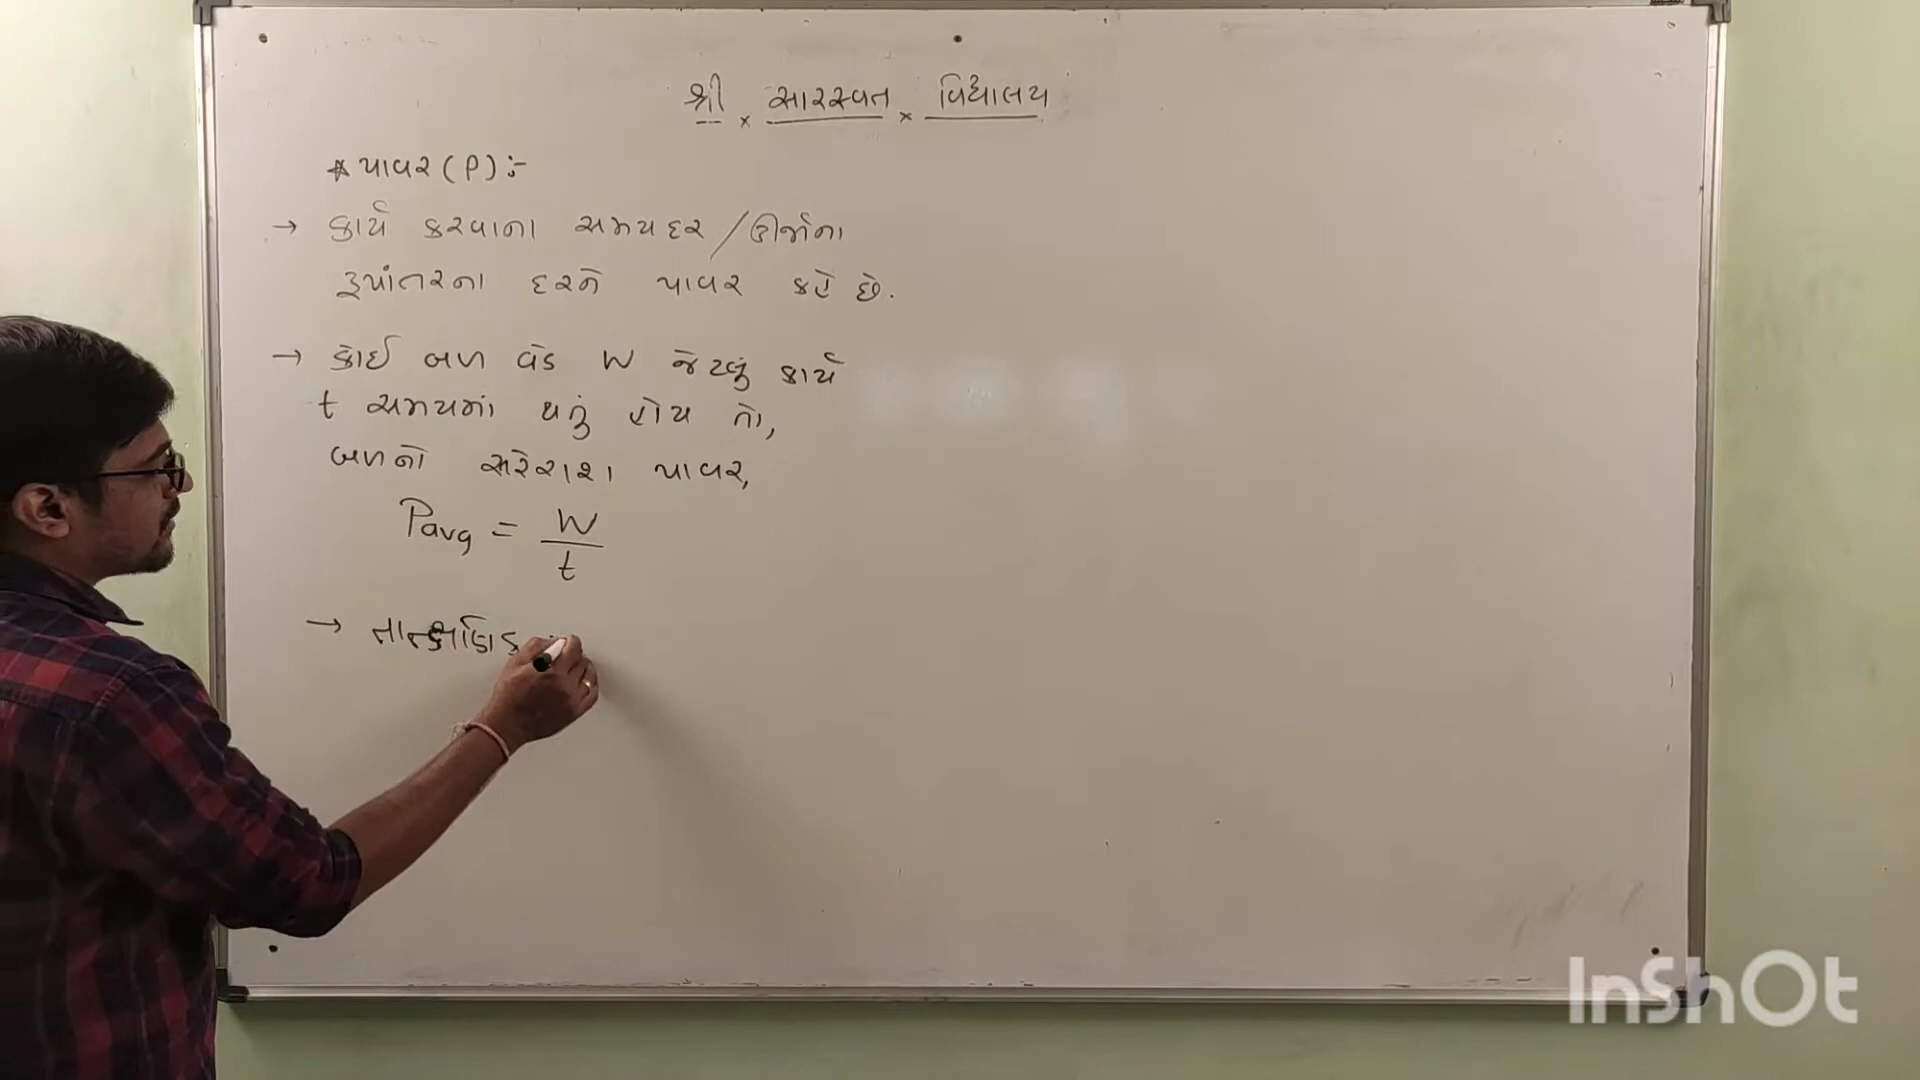 શ્રી × સારસ્વત × વિદ્યાલય
* પાવર (P) :-
→ કાર્ય કરવાના સમયદર / ઊર્જાના
રૂપાંતરના દરને પાવર કહે છે.
→ કોઈ બળ વડે W જેટલું કાર્ય
t સમયમાં થતું હોય તો,
બળનો સરેરાશ પાવર,
Pavg = W/t
→ તાત્ક્ષણિક
InShOt